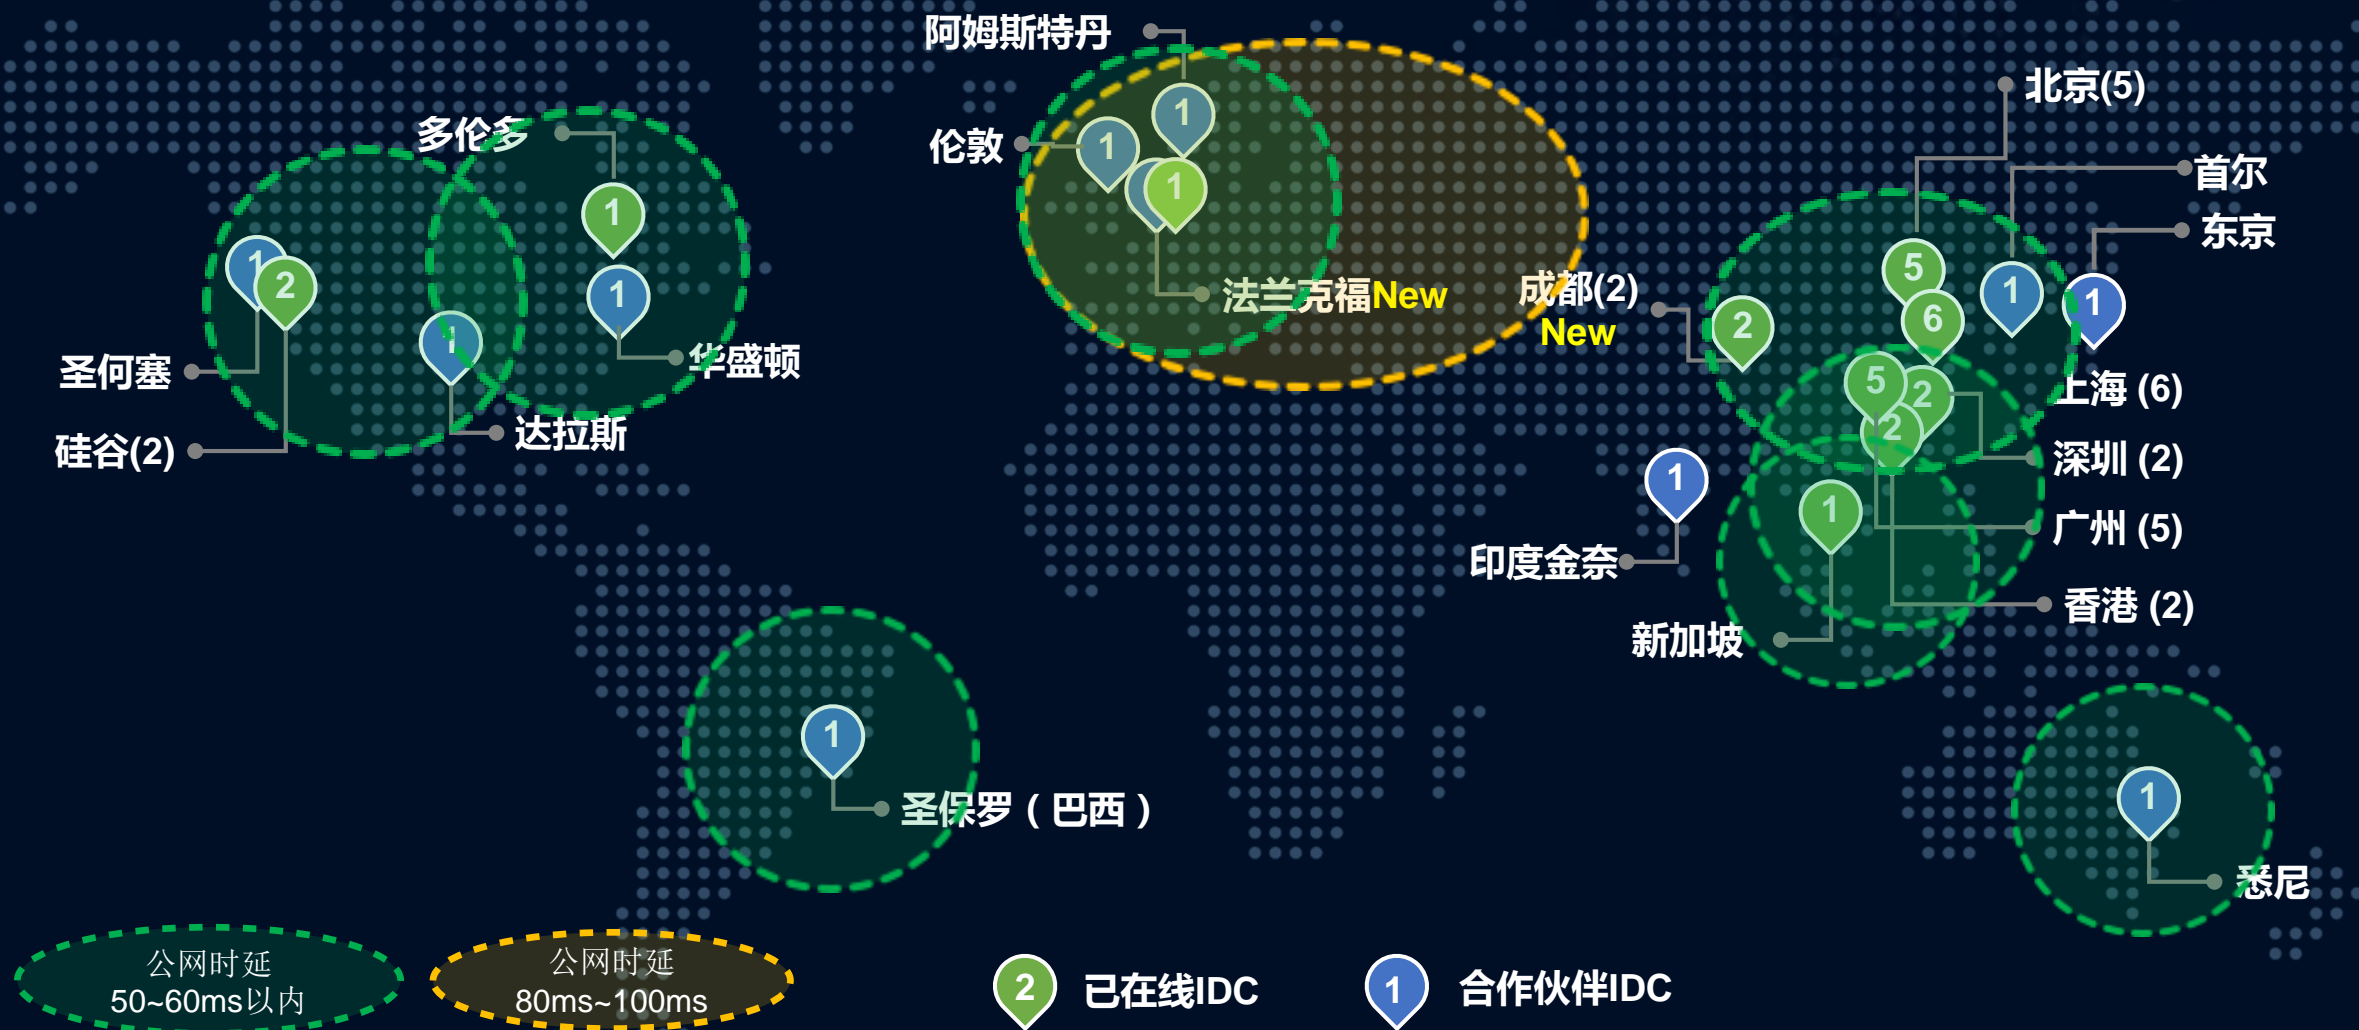 阿姆斯特丹
1
北京(5)
多伦多
伦敦
1
首尔
1
东京
1
1
1
2
1
法兰克福New
成都(2)
New
5
1
1
2
6
圣何塞
1
华盛顿
上海 (6)
5
2
2
硅谷(2)
达拉斯
深圳 (2)
1
1
广州 (5)
印度金奈
香港 (2)
新加坡
1
圣保罗（巴西）
1
悉尼
公网时延
50~60ms以内
公网时延
80ms~100ms
2 已在线IDC
1 合作伙伴IDC